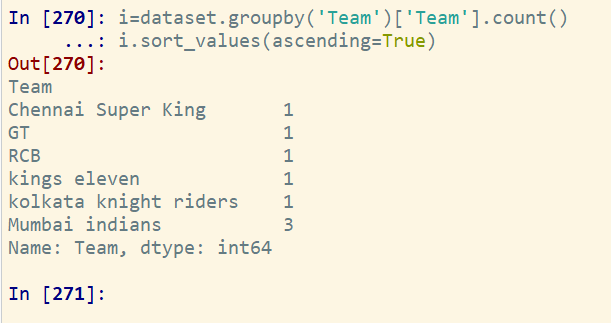 In [270]: i=dataset.groupby('Team')['Team'].count()
...: i.sort_values(ascending=True)
Out[270]:
Team
Chennai Super King 1
GT 1
RCB 1
kings eleven 1
kolkata knight riders 1
Mumbai indians 3
Name: Team, dtype: int64
In [271]: